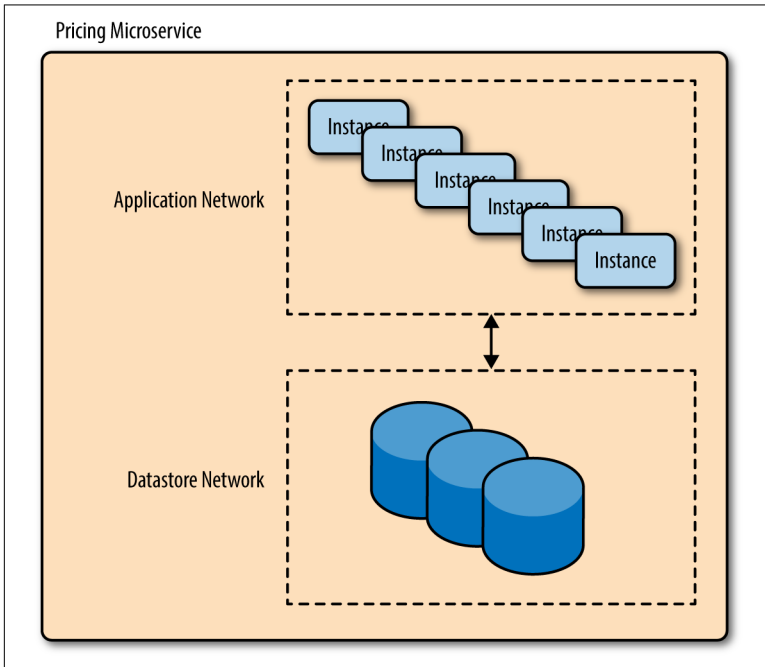 Pricing Microservice
Instance
Instance
Instance
Instance
Instance
Instance
Application Network
Datastore Network